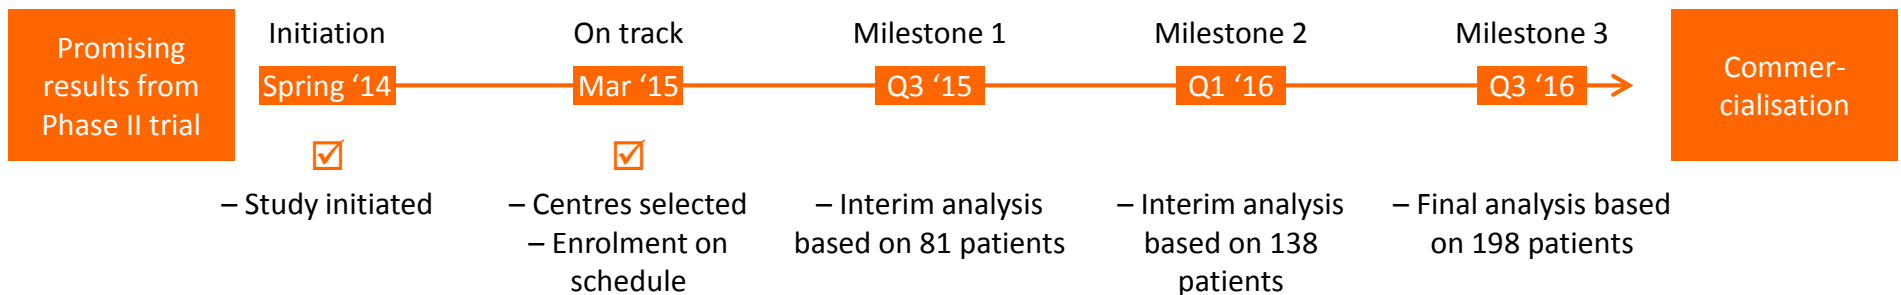 Promising
results from
Phase II trial
Initiation
Spring ‘14
– Study initiated
On track
Mar ‘15
– Centres selected
– Enrolment on
schedule
Milestone 1
Q3 ‘15
– Interim analysis
based on 81 patients
Milestone 2
Q1 ‘16
– Interim analysis
based on 138
patients
Milestone 3
Q3 ‘16
– Final analysis based
on 198 patients
Commer-
cialisation